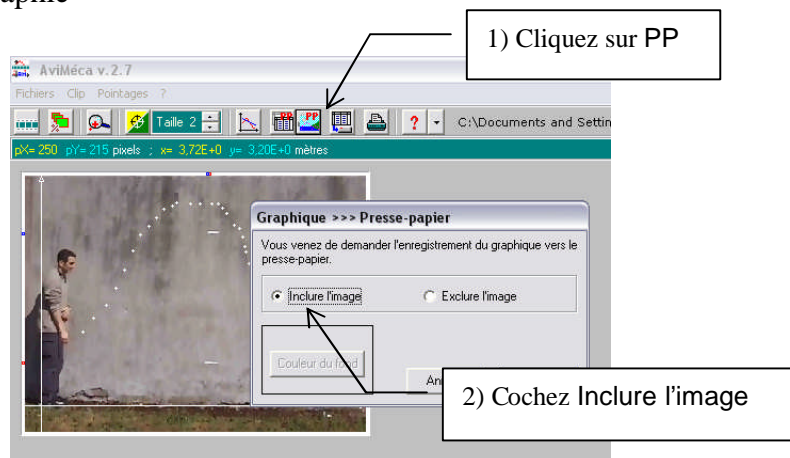 1) Cliquez sur PP
AviMéca v.2.7
Fichiers Clip Pointages ?
Taille 2
PP
PP
?
C:\Documents and Settin
pX= 250 pY= 215 pixels ; x= 3,72E+0 y= 3,20E+0 mètres
Graphique >>> Presse-papier
Vous venez de demander l'enregistrement du graphique vers le
presse-papier.
Inclure l'image
Exclure l'image
Couleur du fond
An
2) Cochez Inclure l'image